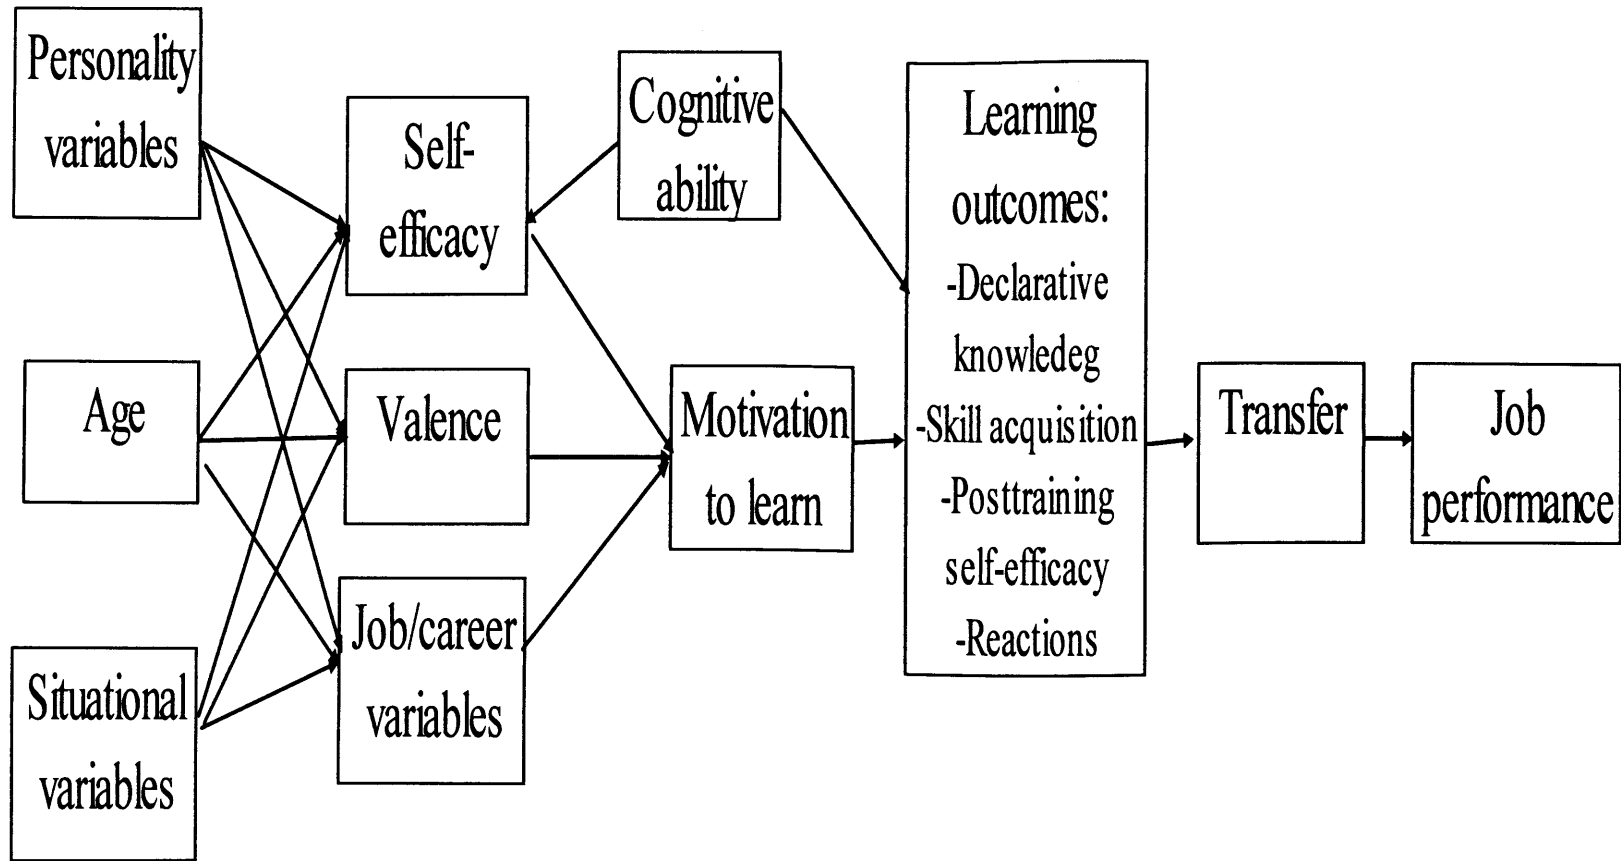 Personality
variables
Self-
efficacy
Cognitive
ability
Learning
outcomes:
-Declarative
knowledeg
-Skill acquisition
-Posttraining
self-efficacy
-Reactions
Age
Valence
Motivation
to learn
Transfer
Job
performance
Situational
variables
Job/career
variables